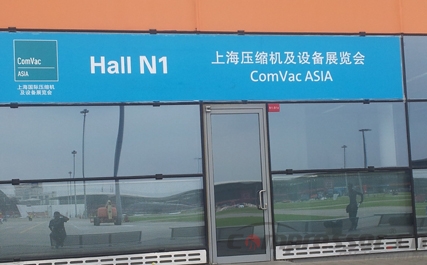 ComVac
ASIA
上海国际压缩机
及设备展览会
Hall N1
上海压缩机及设备展览会
ComVac ASIA